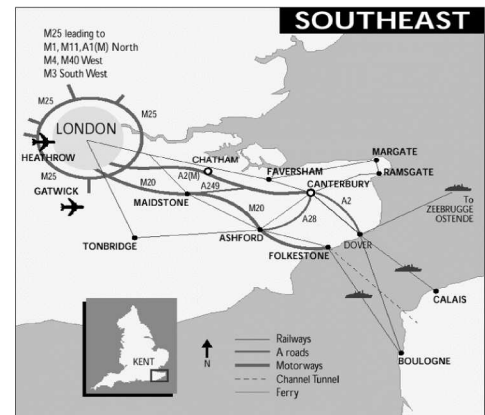 SOUTHEAST
M25 leading to
M1, M11,A1(M) North
M4, M40 West
M3 South West
M25
M25
LONDON
HEATHROW
M25
GATWICK
M20
A2(M)
A249
CHATHAM
MAIDSTONE
M20
FAVERSHAM
CANTERBURY
MARGATE
RAMSGATE
A2
A28
TONBRIDGE
ASHFORD
FOLKESTONE
DOVER
To
ZEEBRUGGE
OSTENDE
CALAIS
BOULOGNE
KENT
N
Railways
A roads
Motorways
Channel Tunnel
Ferry